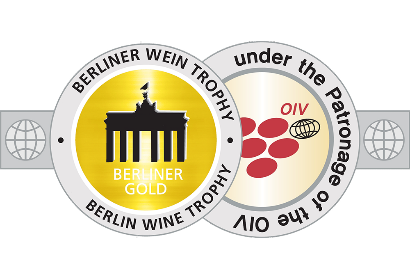 BERLINER WEIN TROPHY
BERLINER
GOLD
BERLIN WINE TROPHY
under the Patronage of the OIV
OIV